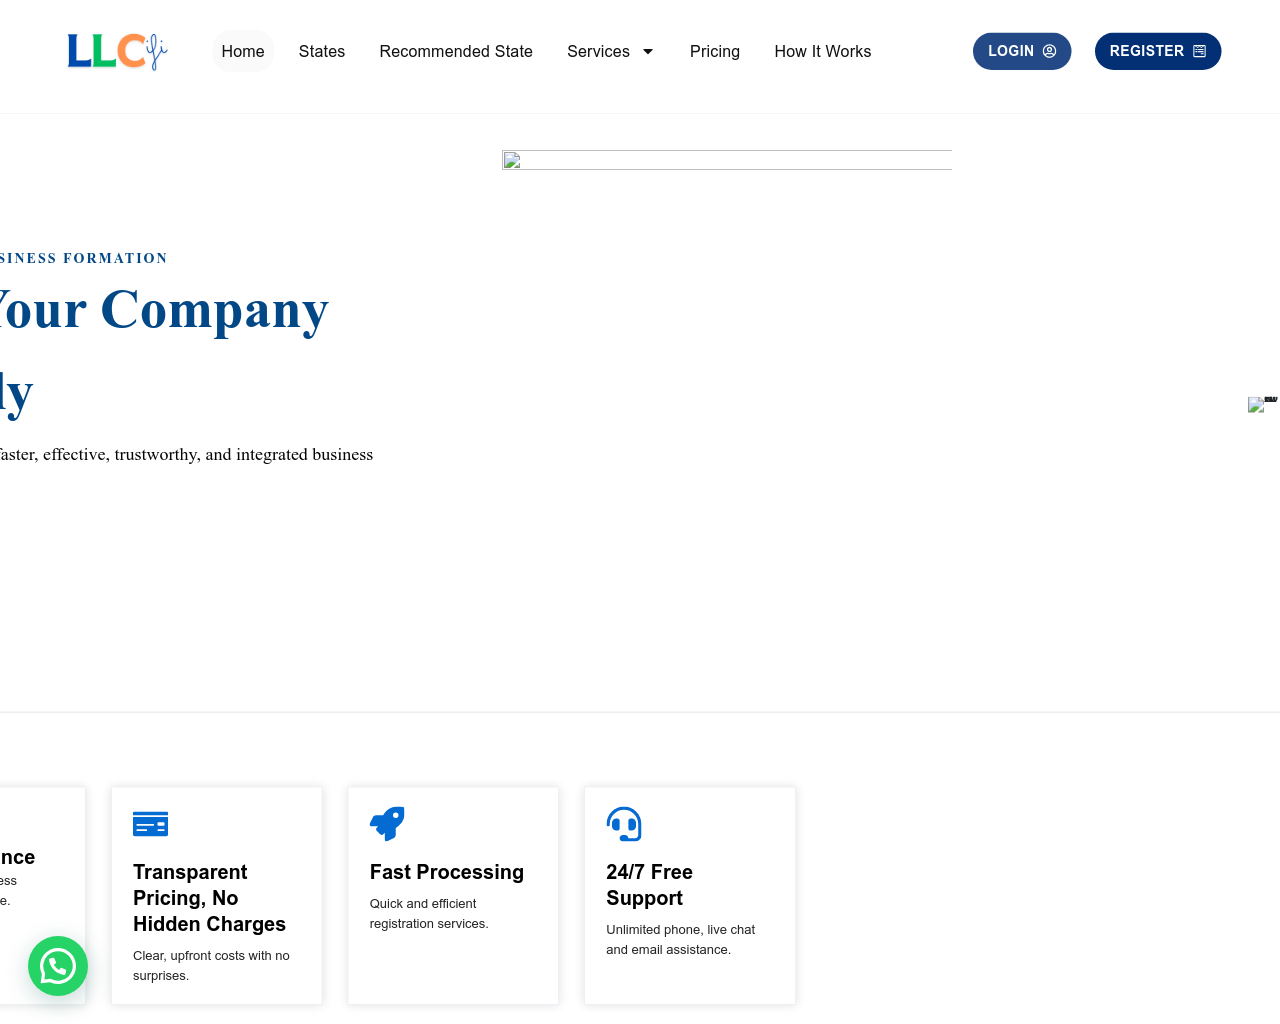 LLCfi
Home
States
Recommended State
Services
Pricing
How It Works
LOGIN
REGISTER
SINESS FORMATION
Your Company
ly
faster, effective, trustworthy, and integrated business
nce
ess
e.
Transparent
Pricing, No
Hidden Charges
Clear, upfront costs with no
surprises.
Fast Processing
Quick and efficient
registration services.
24/7 Free
Support
Unlimited phone, live chat
and email assistance.